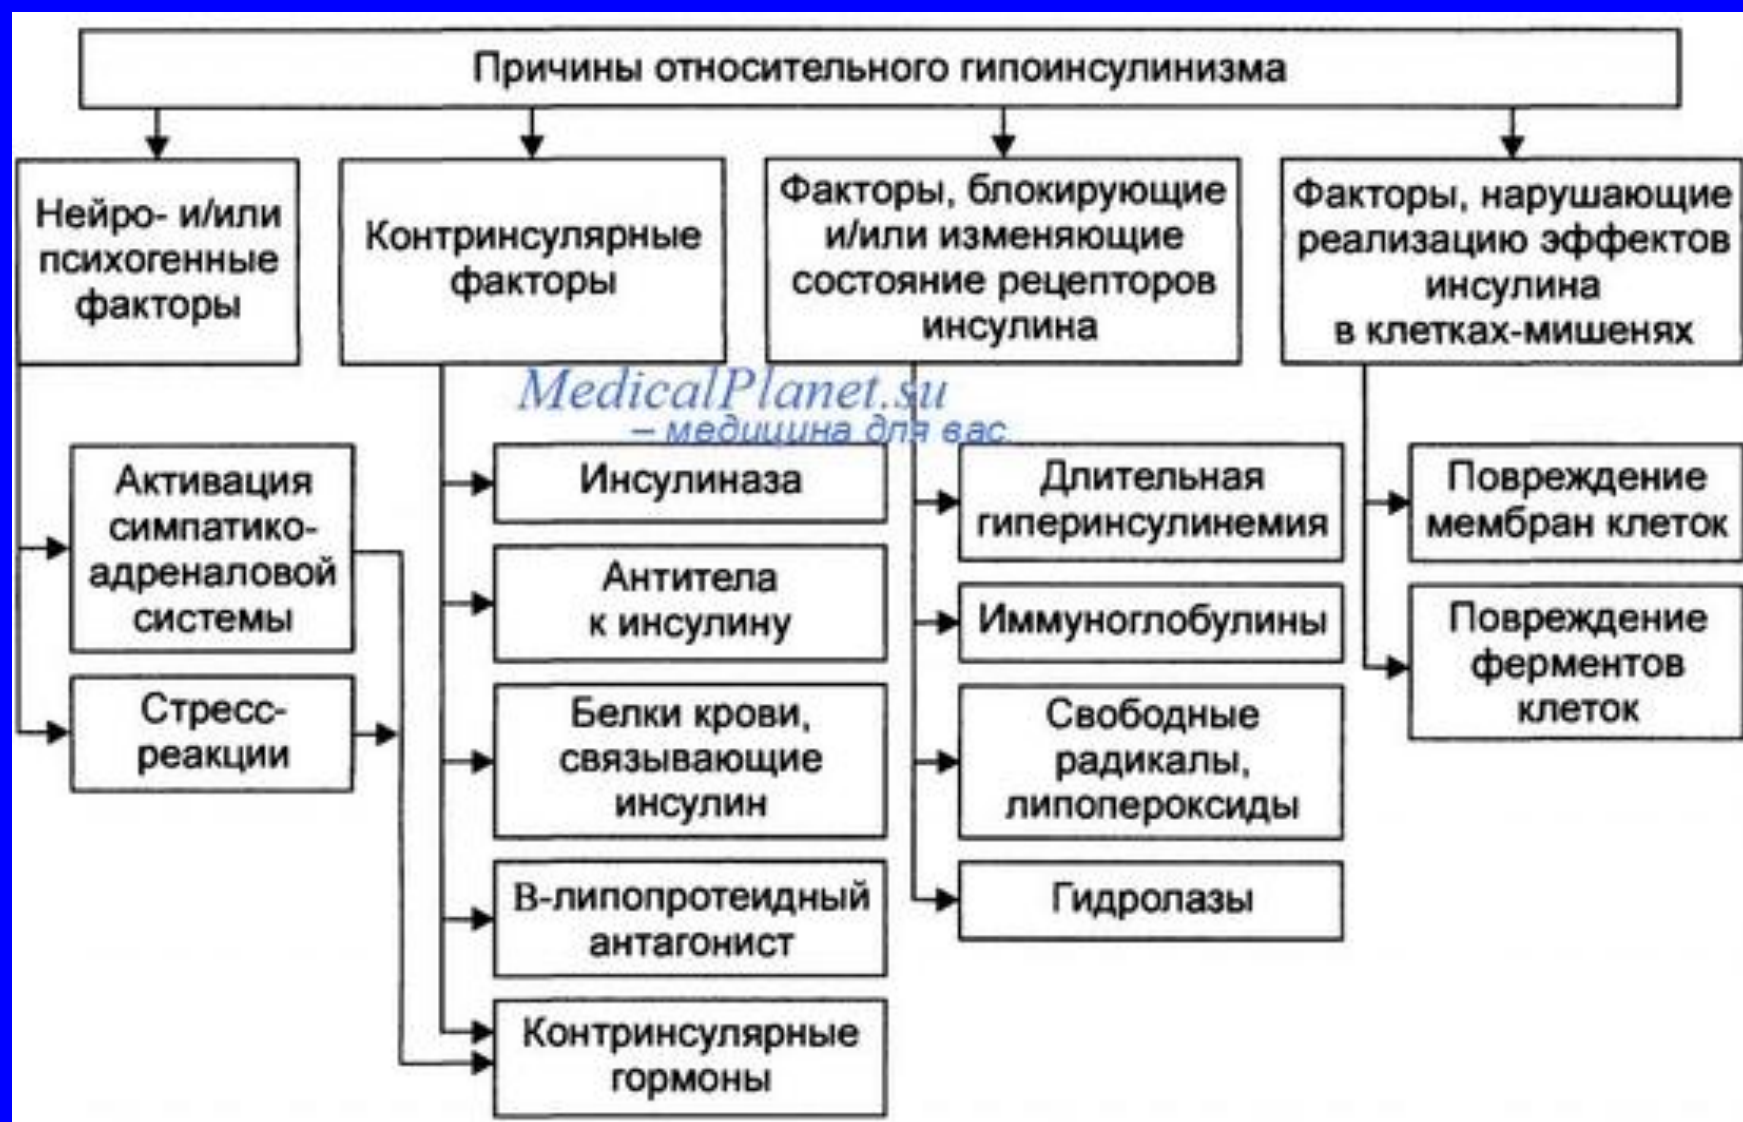 Причины относительного гипоинсулинизма
Нейро- и/или
психогенные
факторы
Контринсулярные
факторы
Факторы, блокирующие
и/или изменяющие
состояние рецепторов
инсулина
Факторы, нарушающие
реализацию эффектов
инсулина
в клетках-мишенях
MedicalPlanet.su
– медицина для вас.
Активация
симпатико-
адреналовой
системы
Стресс-
реакции
Инсулиназа
Антитела
к инсулину
Белки крови,
связывающие
инсулин
В-липопротеидный
антагонист
Контринсулярные
гормоны
Длительная
гиперинсулинемия
Иммуноглобулины
Свободные
радикалы,
липопероксиды
Гидролазы
Повреждение
мембран клеток
Повреждение
ферментов
клеток